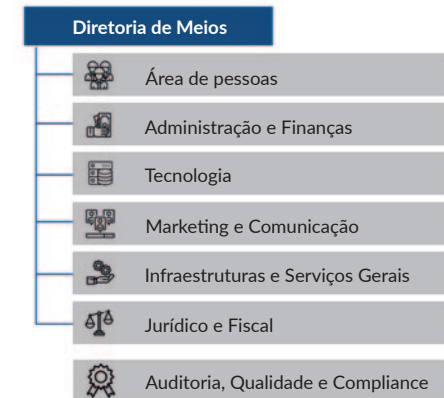 Diretoria de Meios
Área de pessoas
Administração e Finanças
Tecnologia
Marketing e Comunicação
Infraestruturas e Serviços Gerais
Jurídico e Fiscal
Auditoria, Qualidade e Compliance